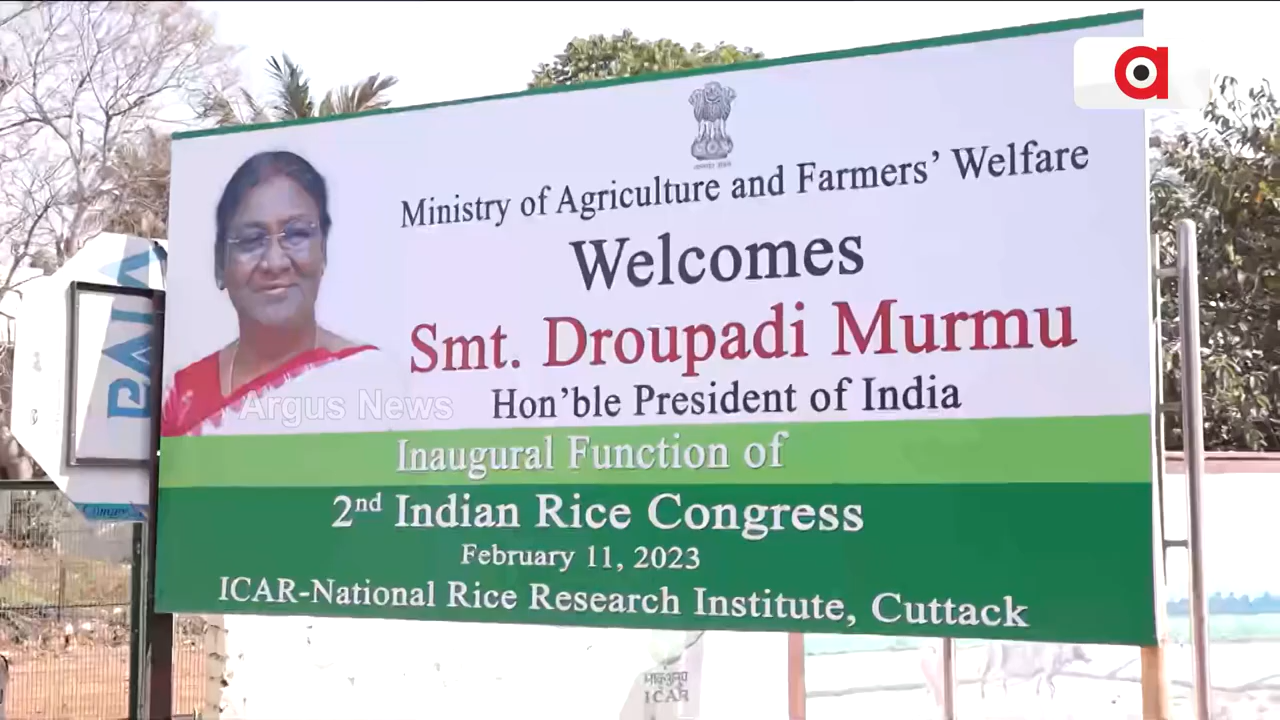 a
Ministry of Agriculture and Farmers' Welfare
Welcomes
Smt. Droupadi Murmu
Hon'ble President of India
Argus News
Inaugural Function of
2nd Indian Rice Congress
February 11, 2023
ICAR-National Rice Research Institute, Cuttack
ICAR